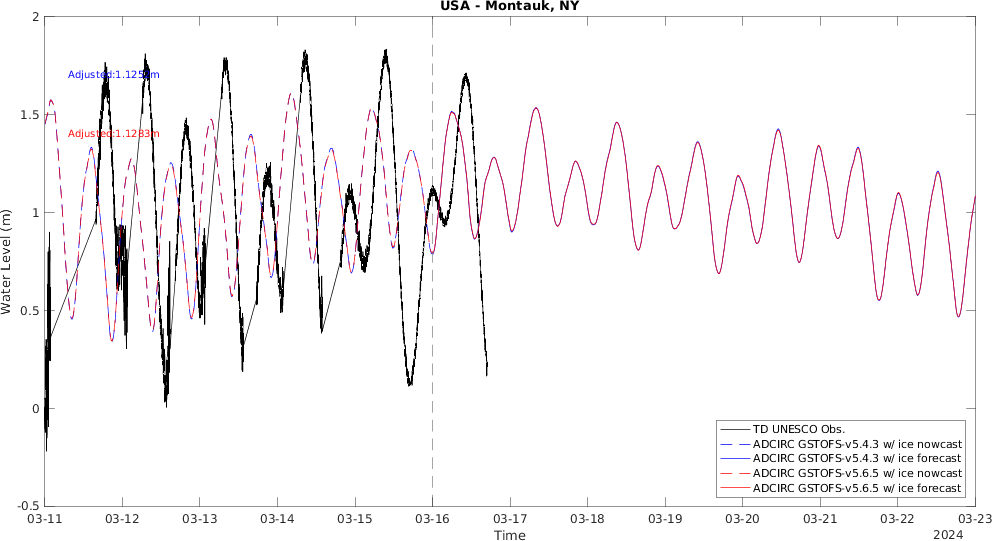 USA - Montauk, NY
2
1.5
1
0.5
0
-0.5
Water Level (m)
Adjusted:1.1283m
TD UNESCO Obs.
ADCIRC GSTOFS-v5.4.3 w/ ice nowcast
ADCIRC GSTOFS-v5.4.3 w/ ice forecast
ADCIRC GSTOFS-v5.6.5 w/ ice nowcast
ADCIRC GSTOFS-v5.6.5 w/ ice forecast
03-11 03-12 03-13 03-14 03-15 03-16 03-17 03-18 03-19 03-20 03-21 03-22 03-23
Time
2024